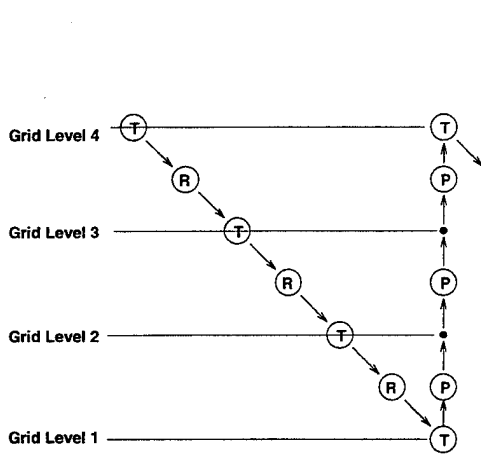 Grid Level 4 T T
R P
Grid Level 3 T
R P
Grid Level 2 T
R P
Grid Level 1 T